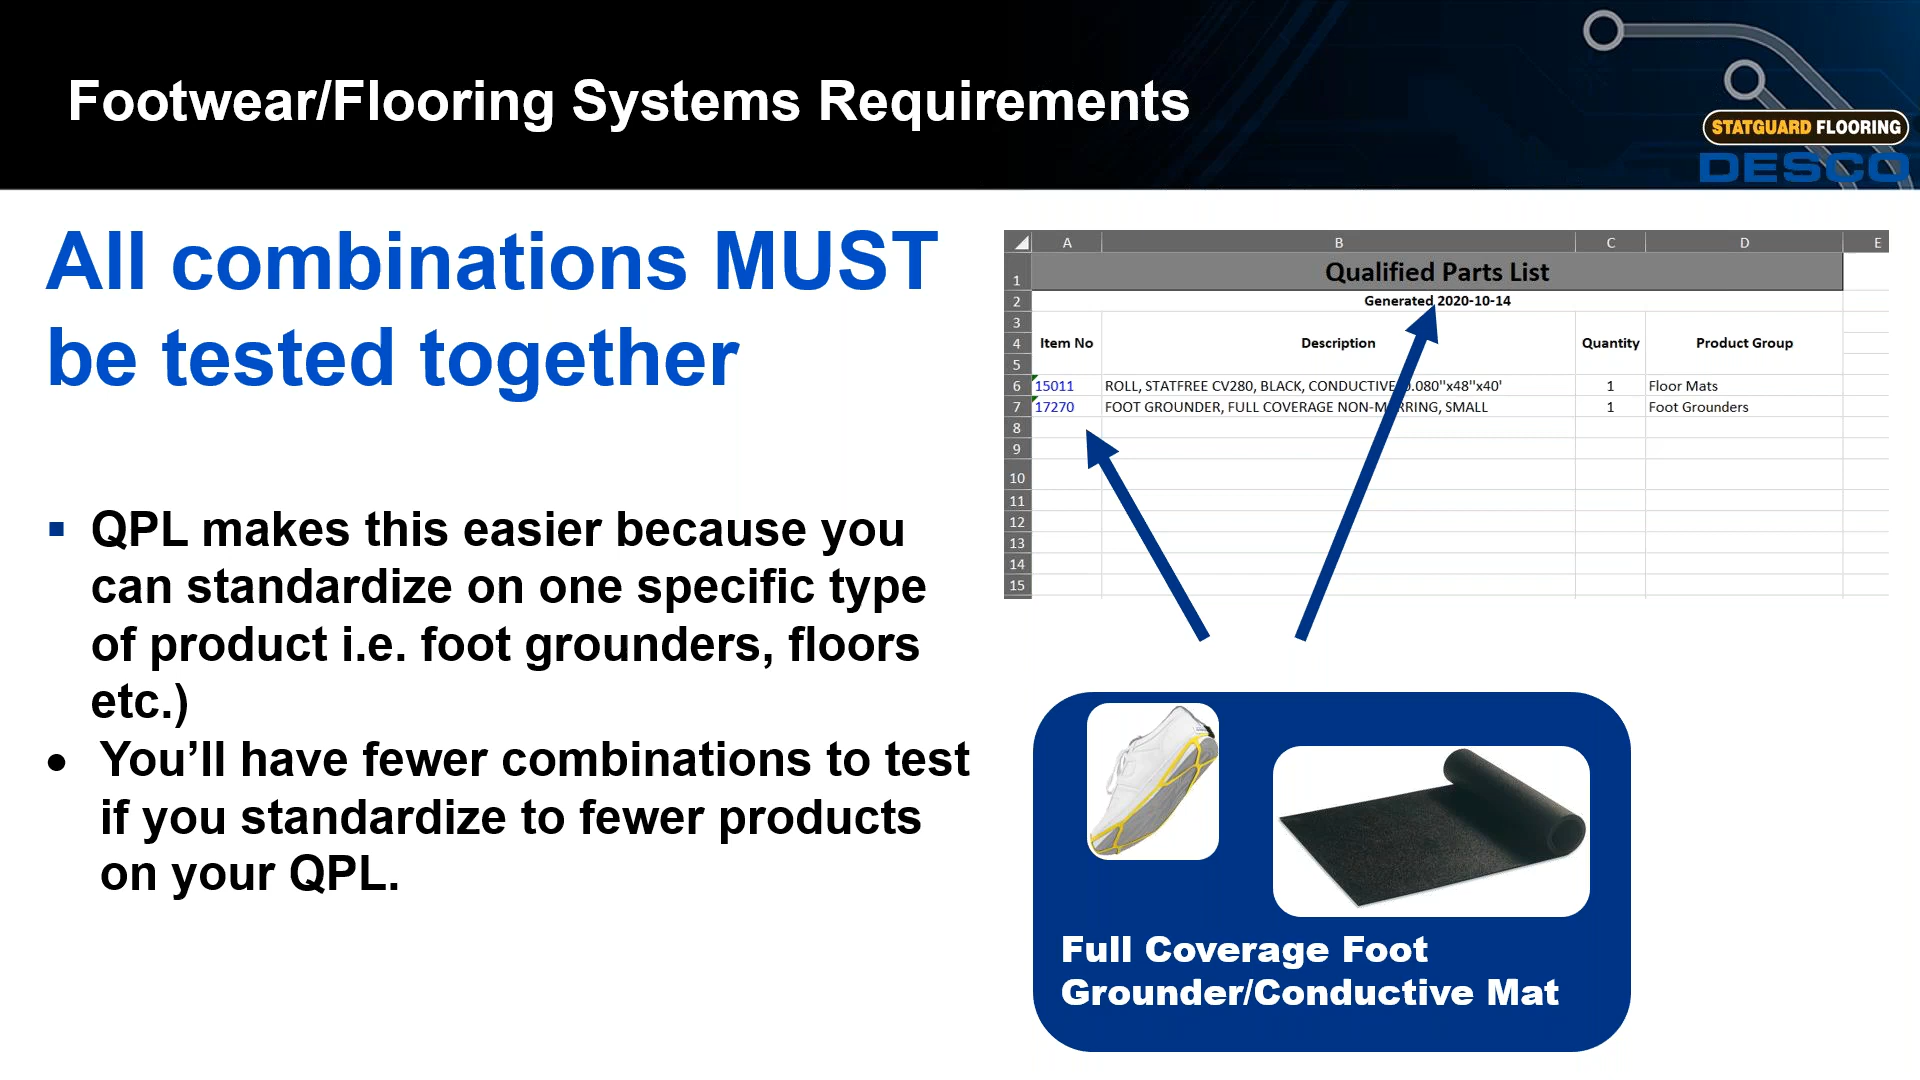 Footwear/Flooring Systems Requirements
STATGUARD FLOORING
DESCO
All combinations MUST
be tested together
▪ QPL makes this easier because you
can standardize on one specific type
of product i.e. foot grounders, floors
etc.)
● You’ll have fewer combinations to test
if you standardize to fewer products
on your QPL.
A B C D E
1 Qualified Parts List
2 Generated 2020-10-14
3
4 Item No Description Quantity Product Group
5
6 15011 ROLL, STATFREE CV280, BLACK, CONDUCTIVE, .080"x48"x40' 1 Floor Mats
7 17270 FOOT GROUNDER, FULL COVERAGE NON-MARRING, SMALL 1 Foot Grounders
8
9
10
11
12
13
14
15
Full Coverage Foot
Grounder/Conductive Mat